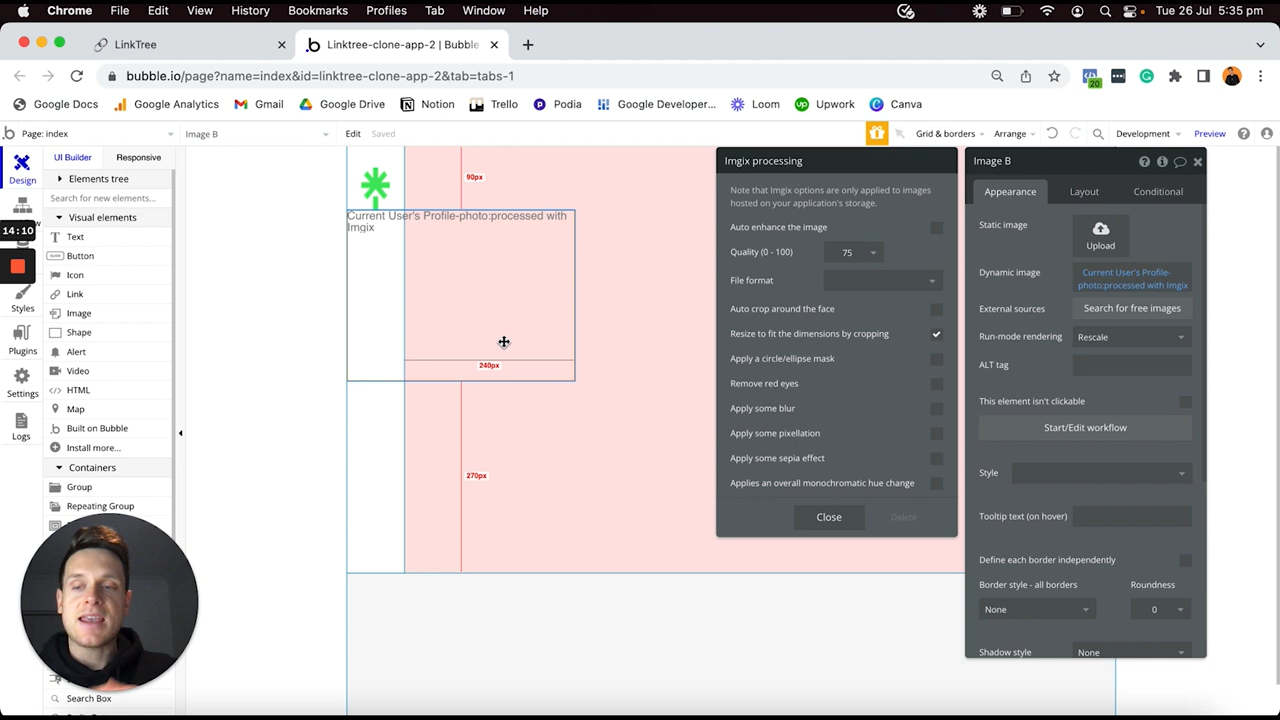 Chrome File Edit View History Bookmarks Profiles Tab Window Help Tue 26 Jul 5:35 pm
LinkTree Linktree-clone-app-2 | Bubble
bubble.io/page?name=index&id=linktree-clone-app-2&tab=tabs-1 20
Google Docs Google Analytics Gmail Google Drive Notion Trello Podia Google Developer... Loom Upwork Canva
Page: index Image B Edit Saved Grid & borders Arrange Development Preview
UI Builder Responsive
Design
Elements tree
Search for new elements...
Visual elements
Text
Button
Icon
Link
Image
Shape
Alert
Video
HTML
Map
Built on Bubble
Install more...
Containers
Group
Repeating Group
Search Box
14:10
Styles
Plugins
Settings
Logs
90px
Current User's Profile-photo:processed with
Imgix
240px
270px
Imgix processing
Note that Imgix options are only applied to images
hosted on your application's storage.
Auto enhance the image
Quality (0 - 100) 75
File format
Auto crop around the face
Resize to fit the dimensions by cropping
Apply a circle/ellipse mask
Remove red eyes
Apply some blur
Apply some pixellation
Apply some sepia effect
Applies an overall monochromatic hue change
Close Delete
Image B
Appearance Layout Conditional
Static image Upload
Dynamic image Current User's Profile-
photo:processed with Imgix
External sources Search for free images
Run-mode rendering Rescale
ALT tag
This element isn't clickable
Start/Edit workflow
Style
Tooltip text (on hover)
Define each border independently
Border style - all borders Roundness
None 0
Shadow style None